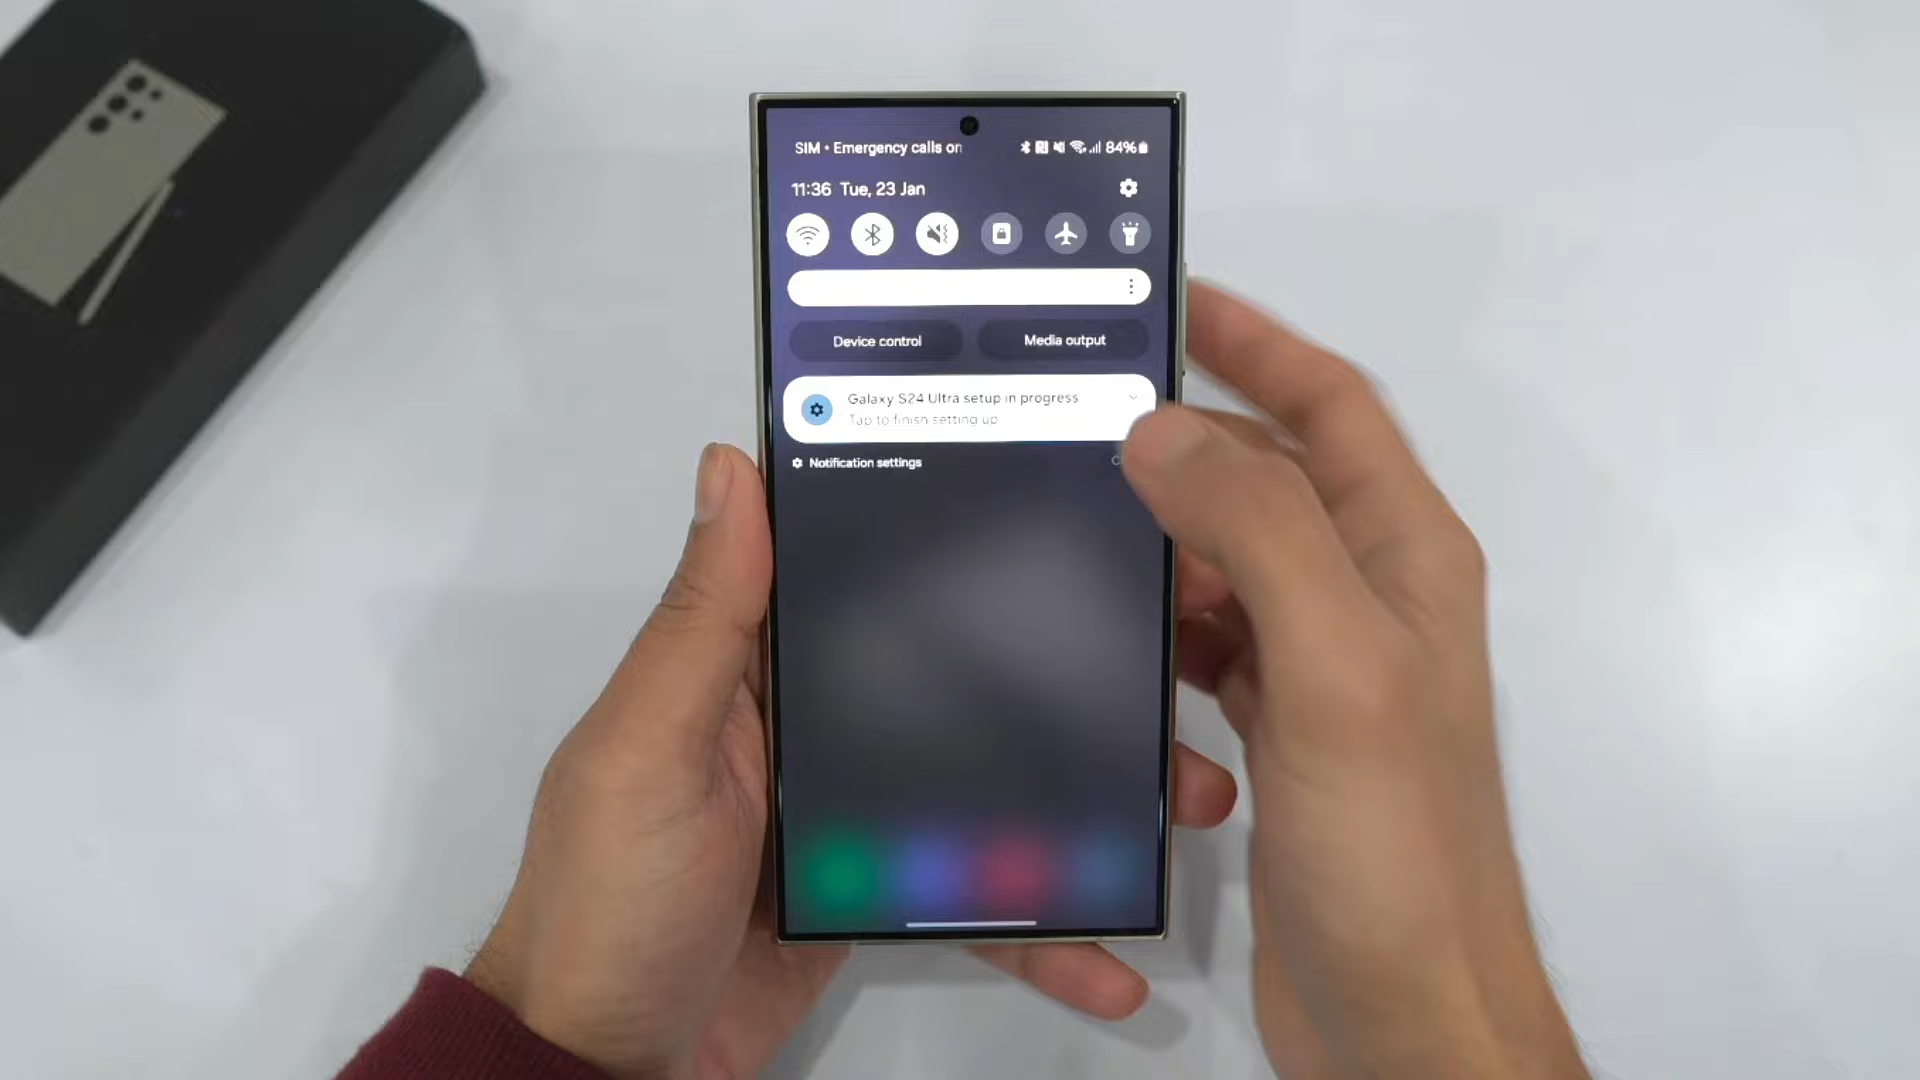 SIM • Emergency calls on
84%
11:36 Tue, 23 Jan
Device control
Media output
Galaxy S24 Ultra setup in progress
Tap to finish setting up
Notification settings